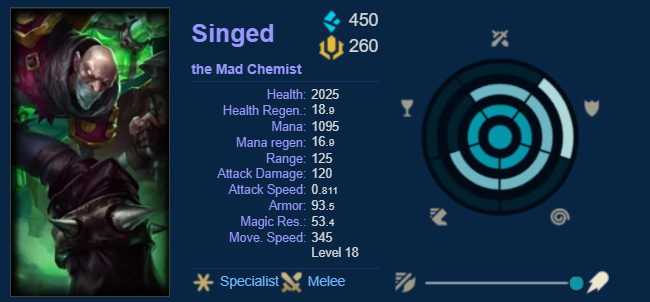 Singed
450
260
the Mad Chemist
Health: 2025
Health Regen.: 18.9
Mana: 1095
Mana regen: 16.9
Range: 125
Attack Damage: 120
Attack Speed: 0.811
Armor: 93.5
Magic Res.: 53.4
Move. Speed: 345
Level 18
Specialist Melee